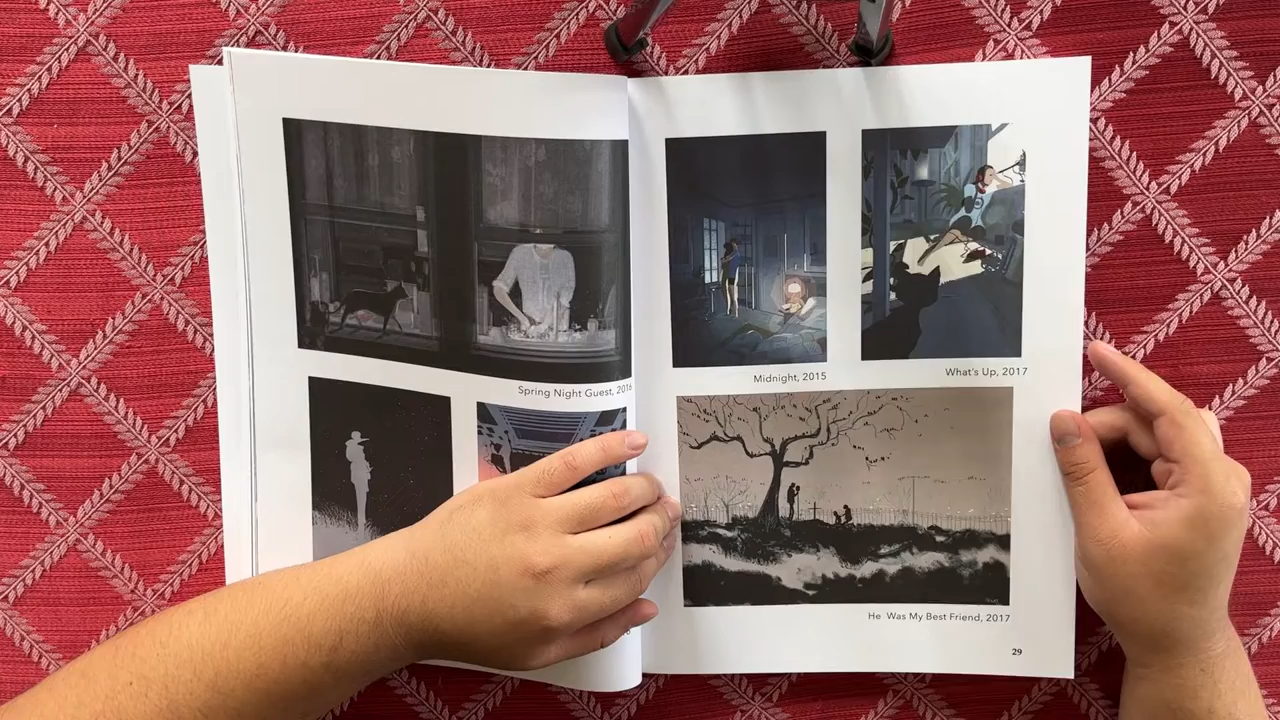 Spring Night Guest, 2016
Midnight, 2015
What's Up, 2017
He Was My Best Friend, 2017
29